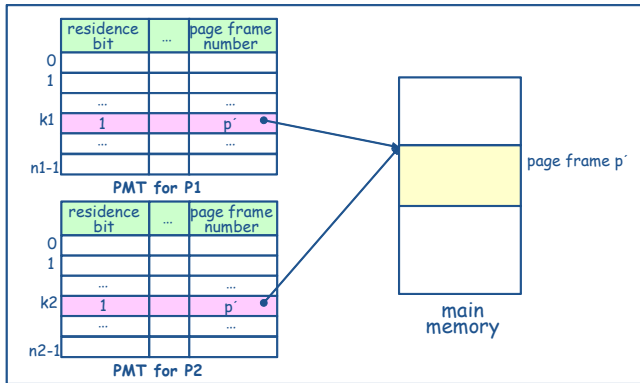 residence bit ... page frame number
0
1
... ...
k1 1 p´
... ...
n1-1
PMT for P1
residence bit ... page frame number
0
1
... ...
k2 1 p´
... ...
n2-1
PMT for P2
page frame p´
main
memory